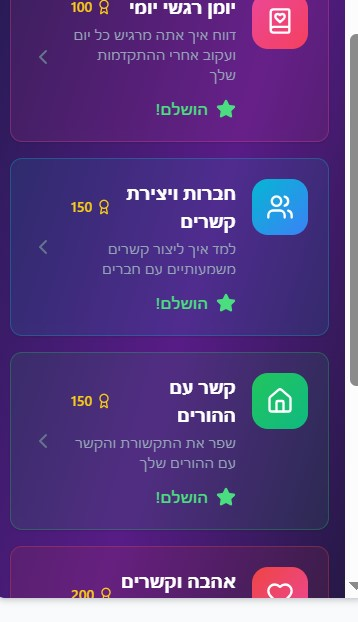 יומן רגשי יומי 100
דווח איך אתה מרגיש כל יום
ועקוב אחרי ההתקדמות
שלך
הושלם!
חברות ויצירת 150
קשרים
למד איך ליצור קשרים
משמעותיים עם חברים
הושלם!
קשר עם 150
ההורים
שפר את התקשורת והקשר
עם ההורים שלך
הושלם!
אהבה וקשרים 200